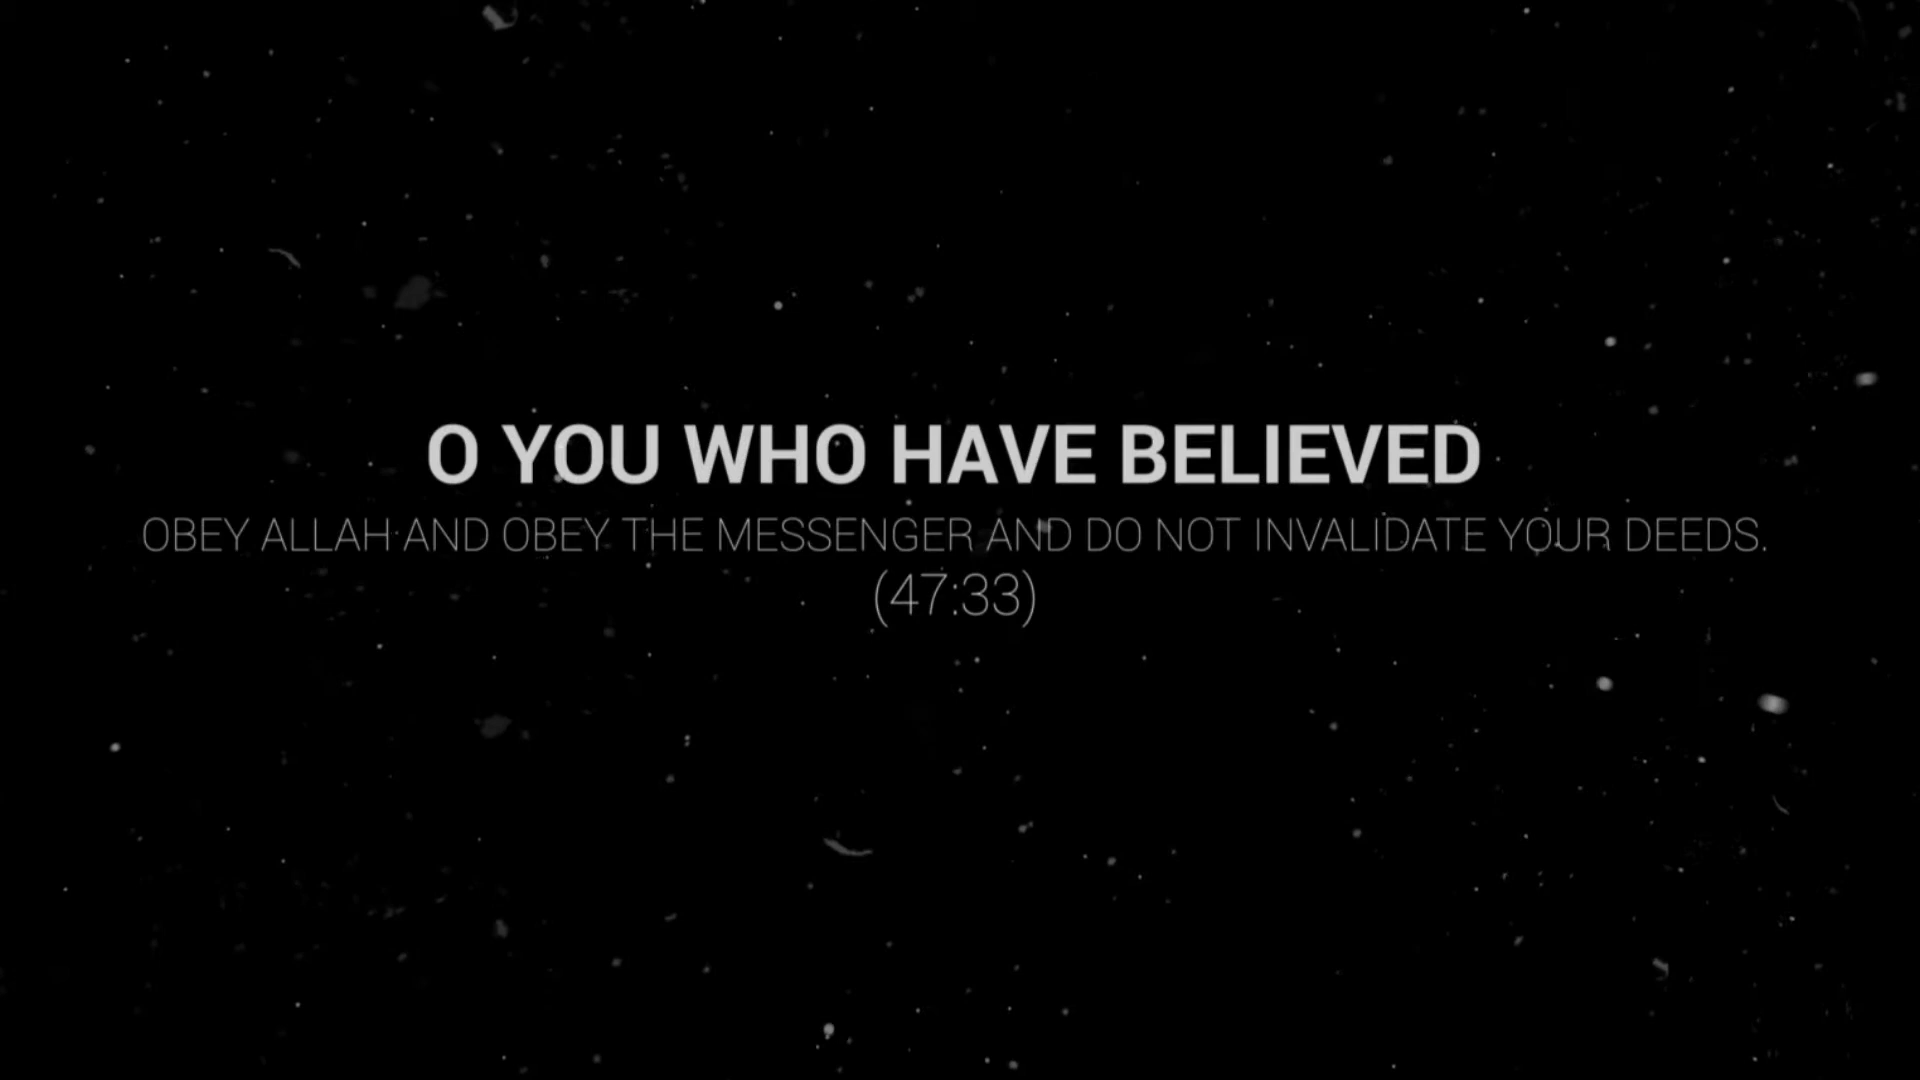 O YOU WHO HAVE BELIEVED
OBEY ALLAH AND OBEY THE MESSENGER AND DO NOT INVALIDATE YOUR DEEDS.
(47:33)